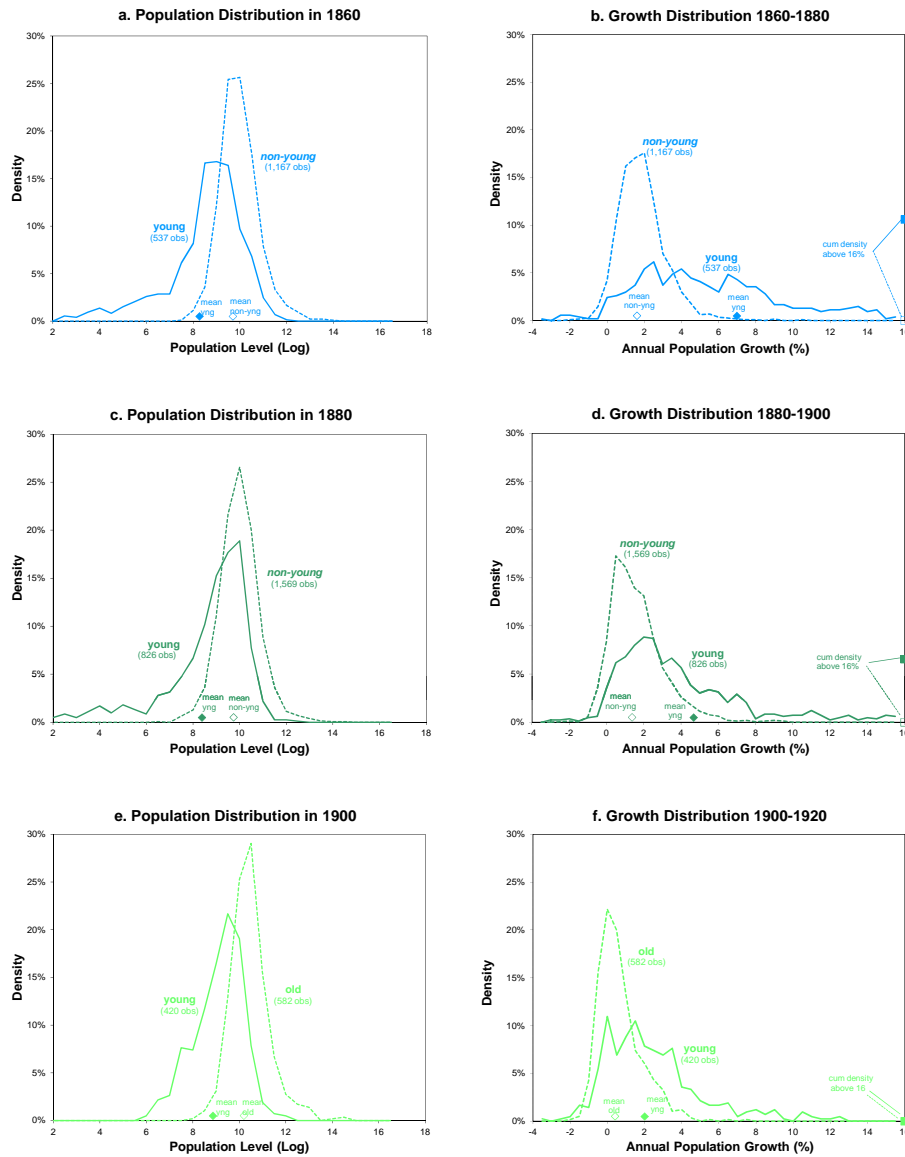 a. Population Distribution in 1860
30%
25%
20%
15%
10%
5%
0%
Density
non-young
(1,167 obs)
young
(537 obs)
mean
yng
mean
non-yng
2 4 6 8 10 12 14 16 18
Population Level (Log)
b. Growth Distribution 1860-1880
30%
25%
20%
15%
10%
5%
0%
Density
non-young
(1,167 obs)
young
(537 obs)
cum density
above 16%
mean
non-yng
mean
yng
-4 -2 0 2 4 6 8 10 12 14 16
Annual Population Growth (%)
c. Population Distribution in 1880
30%
25%
20%
15%
10%
5%
0%
Density
non-young
(1,569 obs)
young
(826 obs)
mean
yng
mean
non-yng
2 4 6 8 10 12 14 16 18
Population Level (Log)
d. Growth Distribution 1880-1900
30%
25%
20%
15%
10%
5%
0%
Density
non-young
(1,569 obs)
young
(826 obs)
cum density
above 16%
mean
non-yng
mean
yng
-4 -2 0 2 4 6 8 10 12 14 16
Annual Population Growth (%)
e. Population Distribution in 1900
30%
25%
20%
15%
10%
5%
0%
Density
young
(420 obs)
old
(582 obs)
mean
yng
mean
old
2 4 6 8 10 12 14 16 18
Population Level (Log)
f. Growth Distribution 1900-1920
30%
25%
20%
15%
10%
5%
0%
Density
old
(582 obs)
young
(420 obs)
cum density
above 16
mean
old
mean
yng
-4 -2 0 2 4 6 8 10 12 14 16
Annual Population Growth (%)